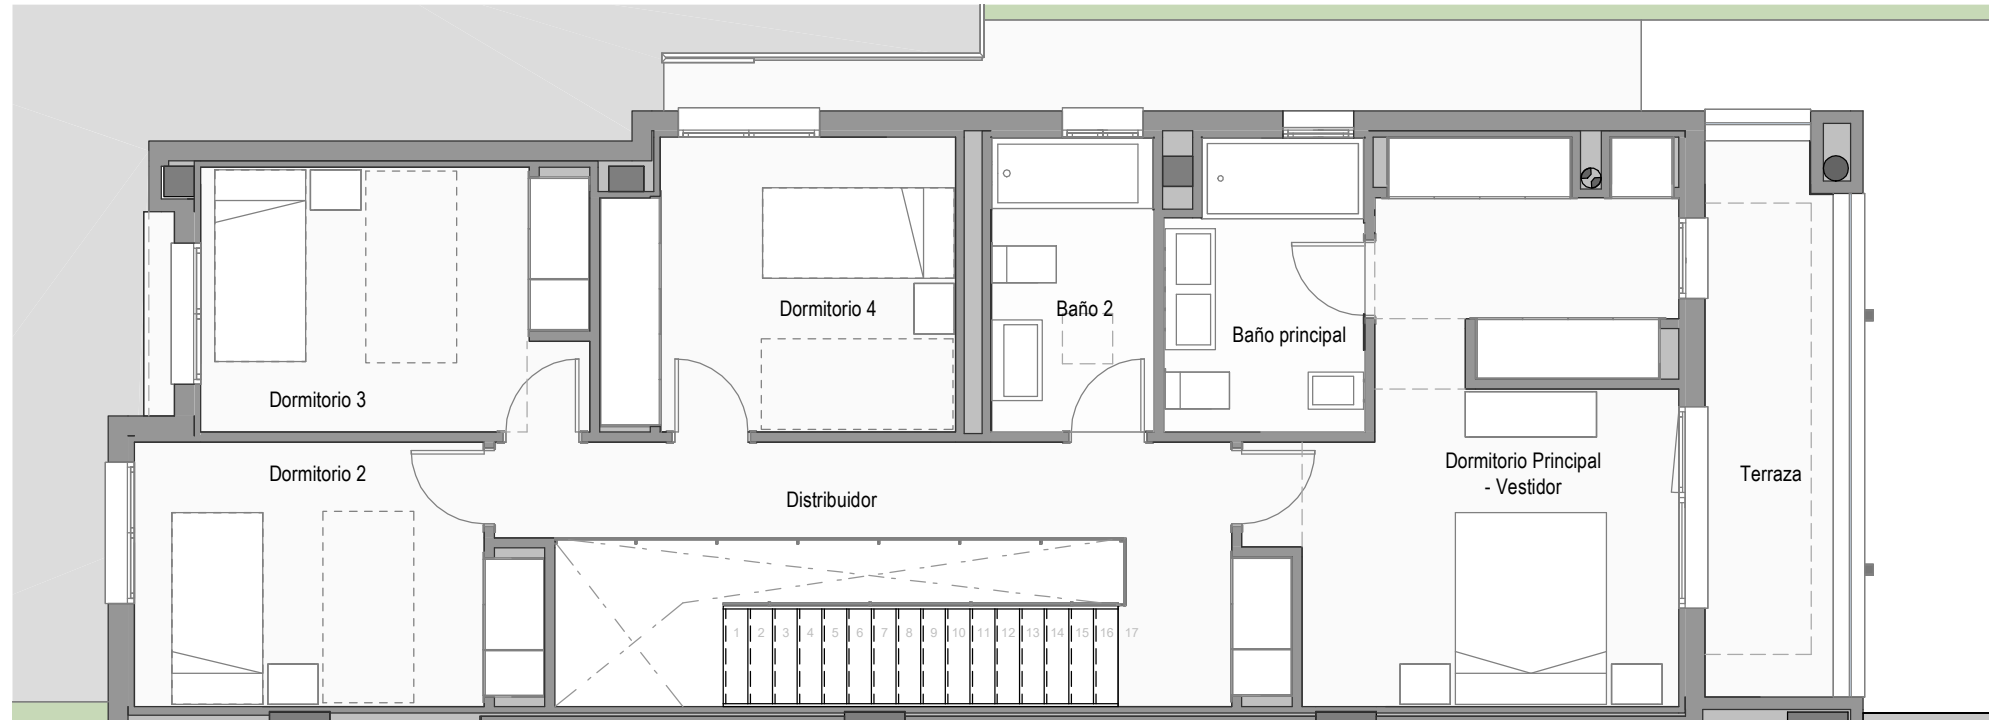 Dormitorio 4
Baño 2
Baño principal
Dormitorio 3
Dormitorio 2
Dormitorio Principal
- Vestidor
Terraza
Distribuidor
1 2 3 4 5 6 7 8 9 10 11 12 13 14 15 16 17